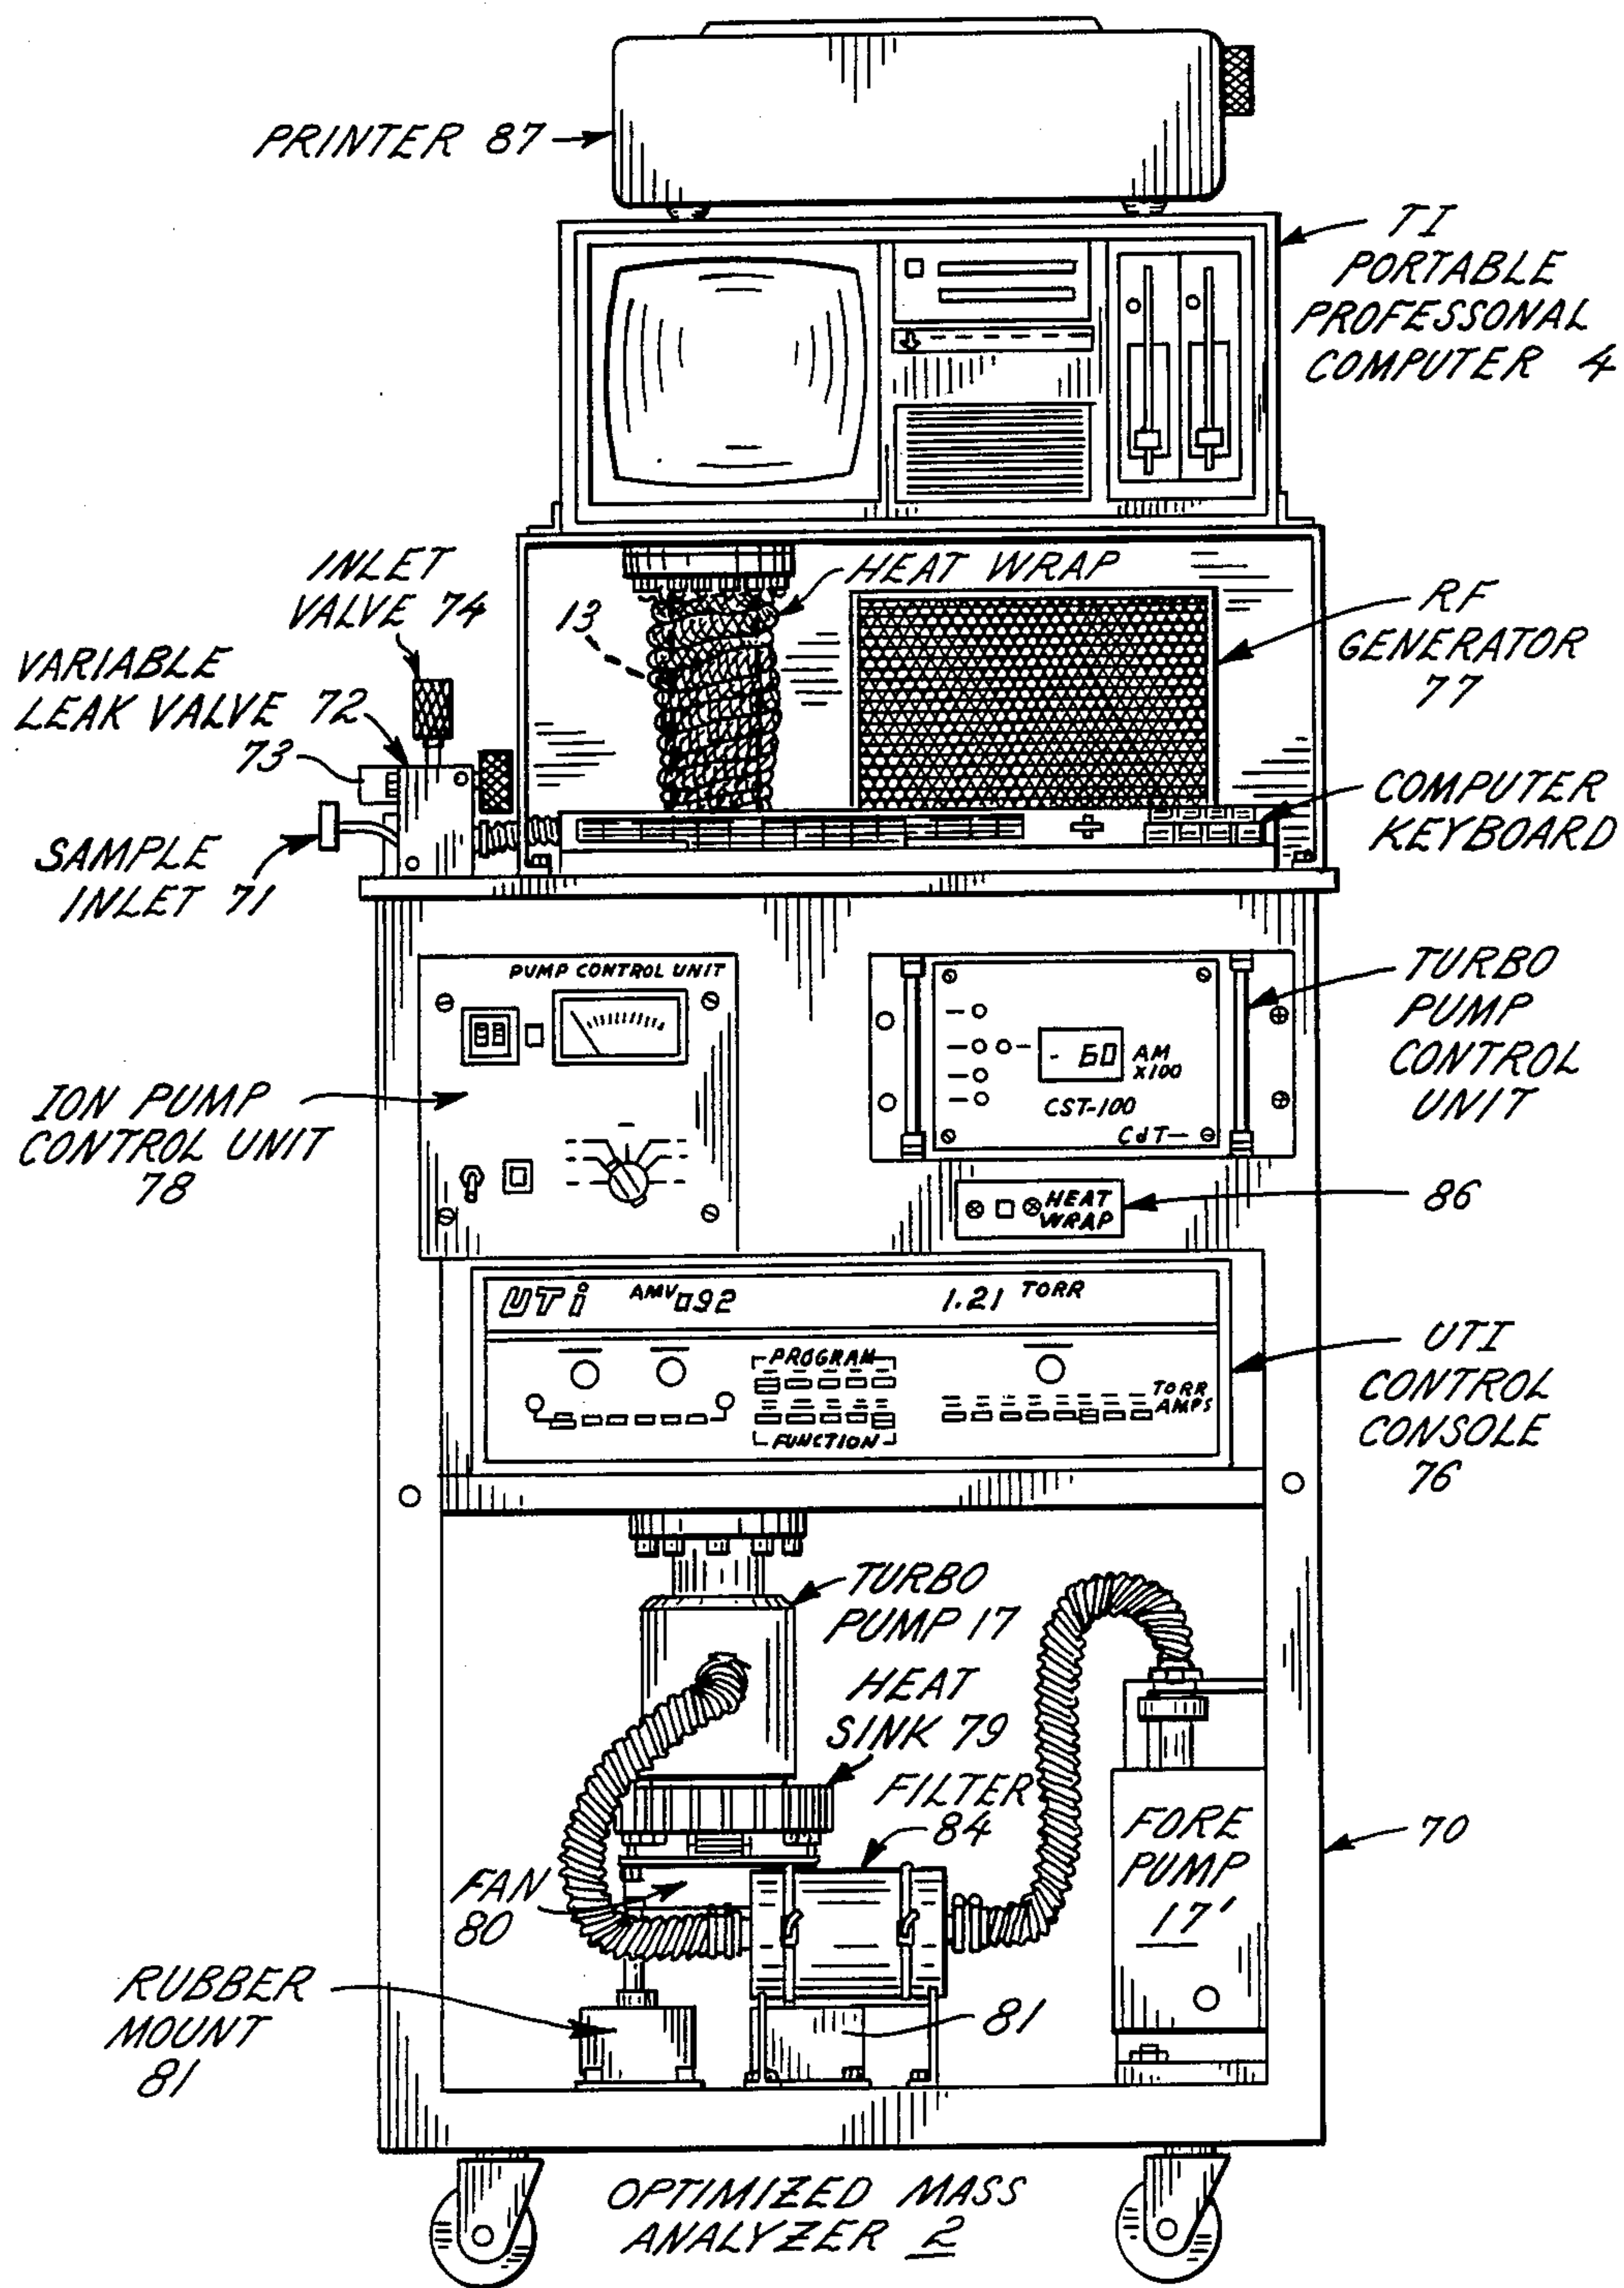 PRINTER 87
TI
PORTABLE
PROFESSONAL
COMPUTER 4
INLET
VALVE 74
HEAT WRAP
13
RF
GENERATOR
77
VARIABLE
LEAK VALVE 72
73
COMPUTER
KEYBOARD
SAMPLE
INLET 71
PUMP CONTROL UNIT
TURBO
PUMP
CONTROL
UNIT
- 60 AM
X100
CST-100
CdT
ION PUMP
CONTROL UNIT
78
HEAT
WRAP
86
UTi
AMV 092
1.21 TORR
UTI
CONTROL
CONSOLE
76
PROGRAM
FUNCTION
TORR
AMPS
TURBO
PUMP 17
HEAT
SINK 79
FILTER
84
FORE
PUMP
17'
70
FAN
80
RUBBER
MOUNT
81
81
OPTIMIZED MASS
ANALYZER 2